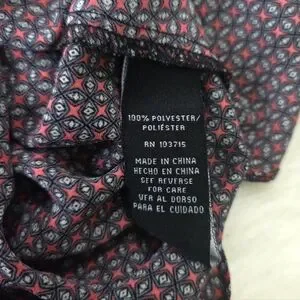 100% POLYESTER/
POLIÉSTER
RN 103715
MADE IN CHINA
HECHO EN CHINA
SEE REVERSE
FOR CARE
VER AL DORSO
PARA EL CUIDADO